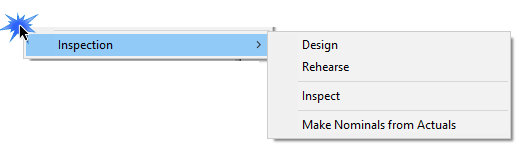 Inspection
Design
Rehearse
Inspect
Make Nominals from Actuals